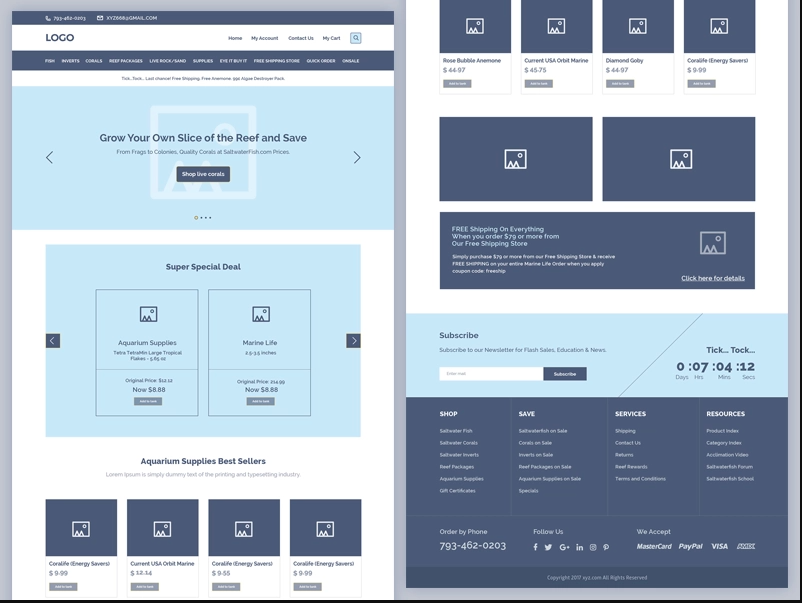 793-462-0203 XYZ668@GMAIL.COM
LOGO
Home My Account Contact Us My Cart
FISH INVERTS CORALS REEF PACKAGES LIVE ROCK/SAND SUPPLIES EYE IT BUY IT FREE SHIPPING STORE QUICK ORDER ONSALE
Tick...Tock... Last chance! Free Shipping. Free Anemone. 99¢ Algae Destroyer Pack.
Grow Your Own Slice of the Reef and Save
From Frags to Colonies, Quality Corals at SaltwaterFish.com Prices
Shop live corals
Super Special Deal
Aquarium Supplies
Tetra TetraMin Large Tropical
Flakes - 5.65 oz
Original Price: $12.12
Now $8.88
Add to tank
Marine Life
2.5-3.5 inches
Original Price: 214.99
Now $8.88
Add to tank
Aquarium Supplies Best Sellers
Lorem Ipsum is simply dummy text of the printing and typesetting industry.
Coralife (Energy Savers) Current USA Orbit Marine Coralife (Energy Savers) Coralife (Energy Savers)
$ 9.99 $ 12.14 $ 9.55 $ 9.99
Add to tank Add to tank Add to tank Add to tank
Rose Bubble Anemone Current USA Orbit Marine Diamond Goby Coralife (Energy Savers)
$ 44.97 $ 45.75 $ 44.97 $ 9.99
Add to tank Add to tank Add to tank Add to tank
FREE Shipping On Everything
When you order $79 or more from
Our Free Shipping Store
Simply purchase $79 or more from our Free Shipping Store & receive
FREE SHIPPING on your entire Marine Life Order when you apply
coupon code: freeship
Click here for details
Subscribe
Subscribe to our Newsletter for Flash Sales, Education & News.
Enter mail
Subscribe
Tick... Tock...
0 :07 :04 :12
Days Hrs Mins Secs
SHOP
Saltwater Fish
Saltwater Corals
Saltwater Inverts
Reef Packages
Aquarium Supplies
Gift Certificates
SAVE
Saltwaterfish on Sale
Corals on Sale
Inverts on Sale
Reef Packages on Sale
Aquarium Supplies on Sale
Specials
SERVICES
Shipping
Contact Us
Returns
Reef Rewards
Terms and Conditions
RESOURCES
Product Index
Category Index
Acclimation Video
Saltwaterfish Forum
Saltwaterfish School
Order by Phone
793-462-0203
Follow Us
We Accept
MasterCard PayPal VISA AMEX
Copyright 2017 xyz.com All Rights Reserved